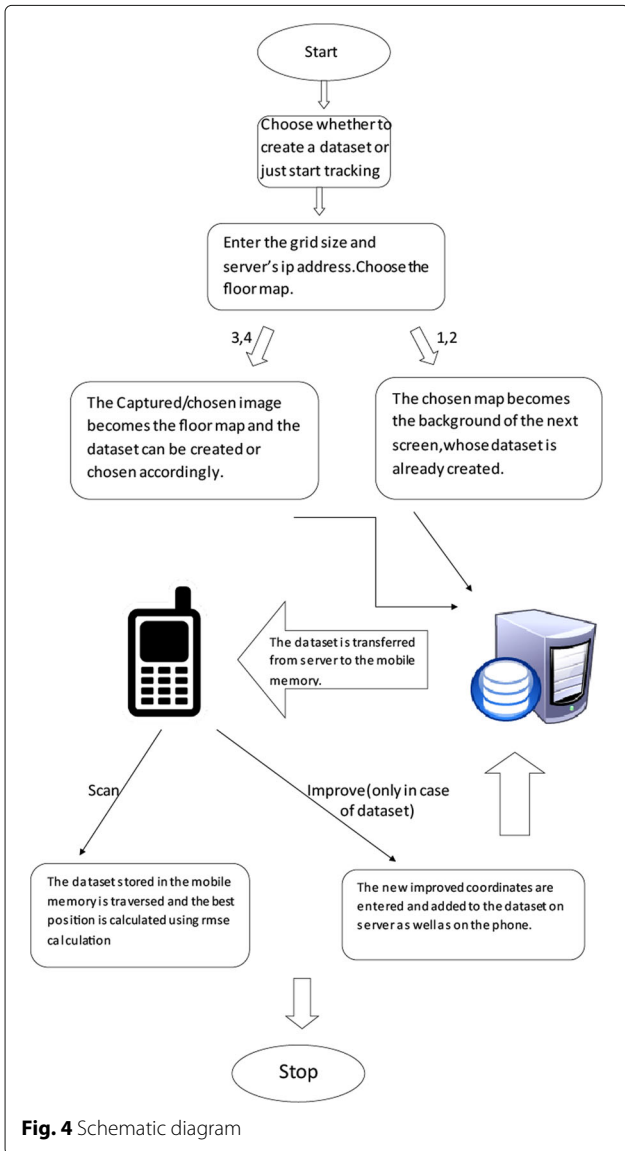 Start
Choose whether to
create a dataset or
just start tracking
Enter the grid size and
server's ip address.Choose the
floor map.
3,4
1,2
The Captured/chosen image
becomes the floor map and the
dataset can be created or
chosen accordingly.
The chosen map becomes
the background of the next
screen,whose dataset is
already created.
The dataset is transferred
from server to the mobile
memory.
Scan
Improve(only in case
of dataset)
The dataset stored in the mobile
memory is traversed and the best
position is calculated using rmse
calculation
The new improved coordinates are
entered and added to the dataset on
server as well as on the phone.
Stop
Fig. 4 Schematic diagram